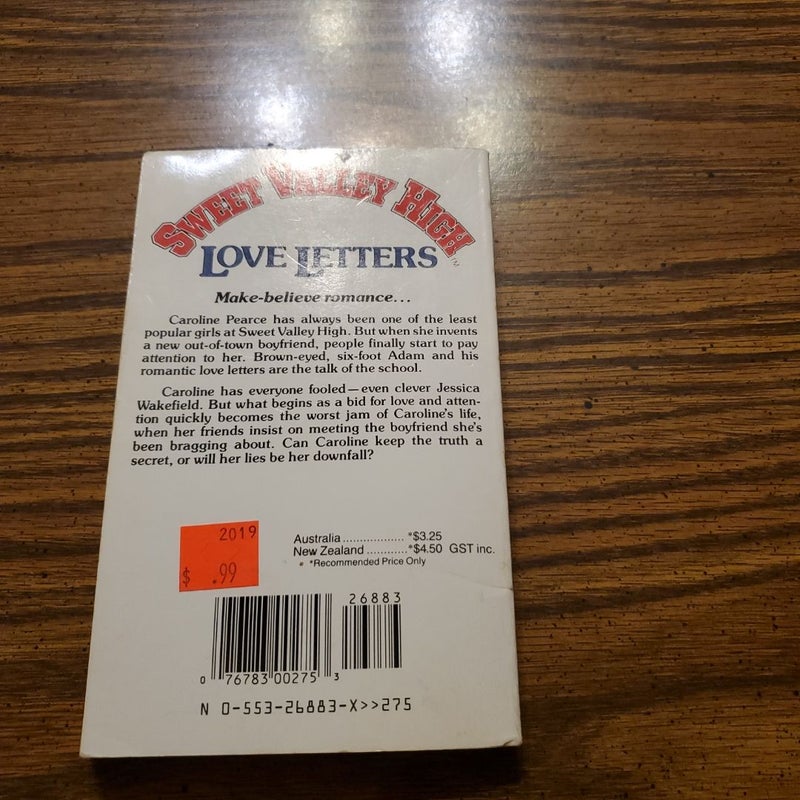 SWEET VALLEY HIGH™
LOVE LETTERS
Make-believe romance...
Caroline Pearce has always been one of the least
popular girls at Sweet Valley High. But when she invents
a new out-of-town boyfriend, people finally start to pay
attention to her. Brown-eyed, six-foot Adam and his
romantic love letters are the talk of the school.
Caroline has everyone fooled—even clever Jessica
Wakefield. But what begins as a bid for love and atten-
tion quickly becomes the worst jam of Caroline's life,
when her friends insist on meeting the boyfriend she's
been bragging about. Can Caroline keep the truth a
secret, or will her lies be her downfall?
2019
$ .99
Australia .................. *$3.25
New Zealand ............*$4.50 GST inc.
*Recommended Price Only
26883
0 76783 00275 3
N 0-553-26883-X>>275